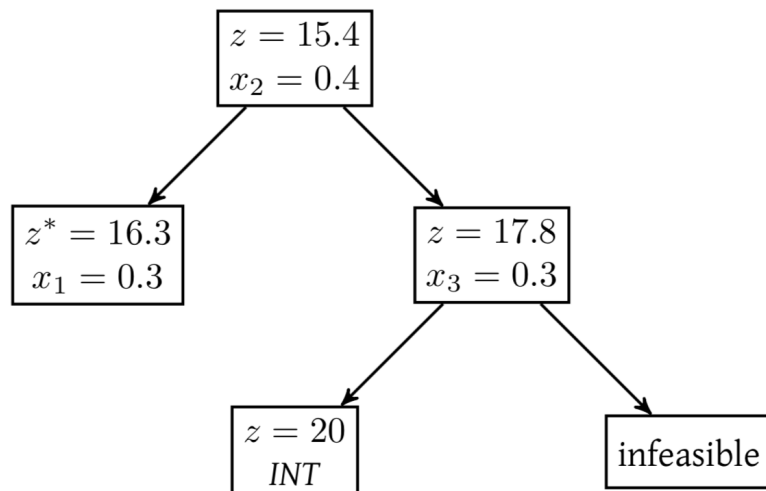 z = 15.4
x₂ = 0.4
z* = 16.3
x₁ = 0.3
z = 17.8
x₃ = 0.3
z = 20
INT
infeasible